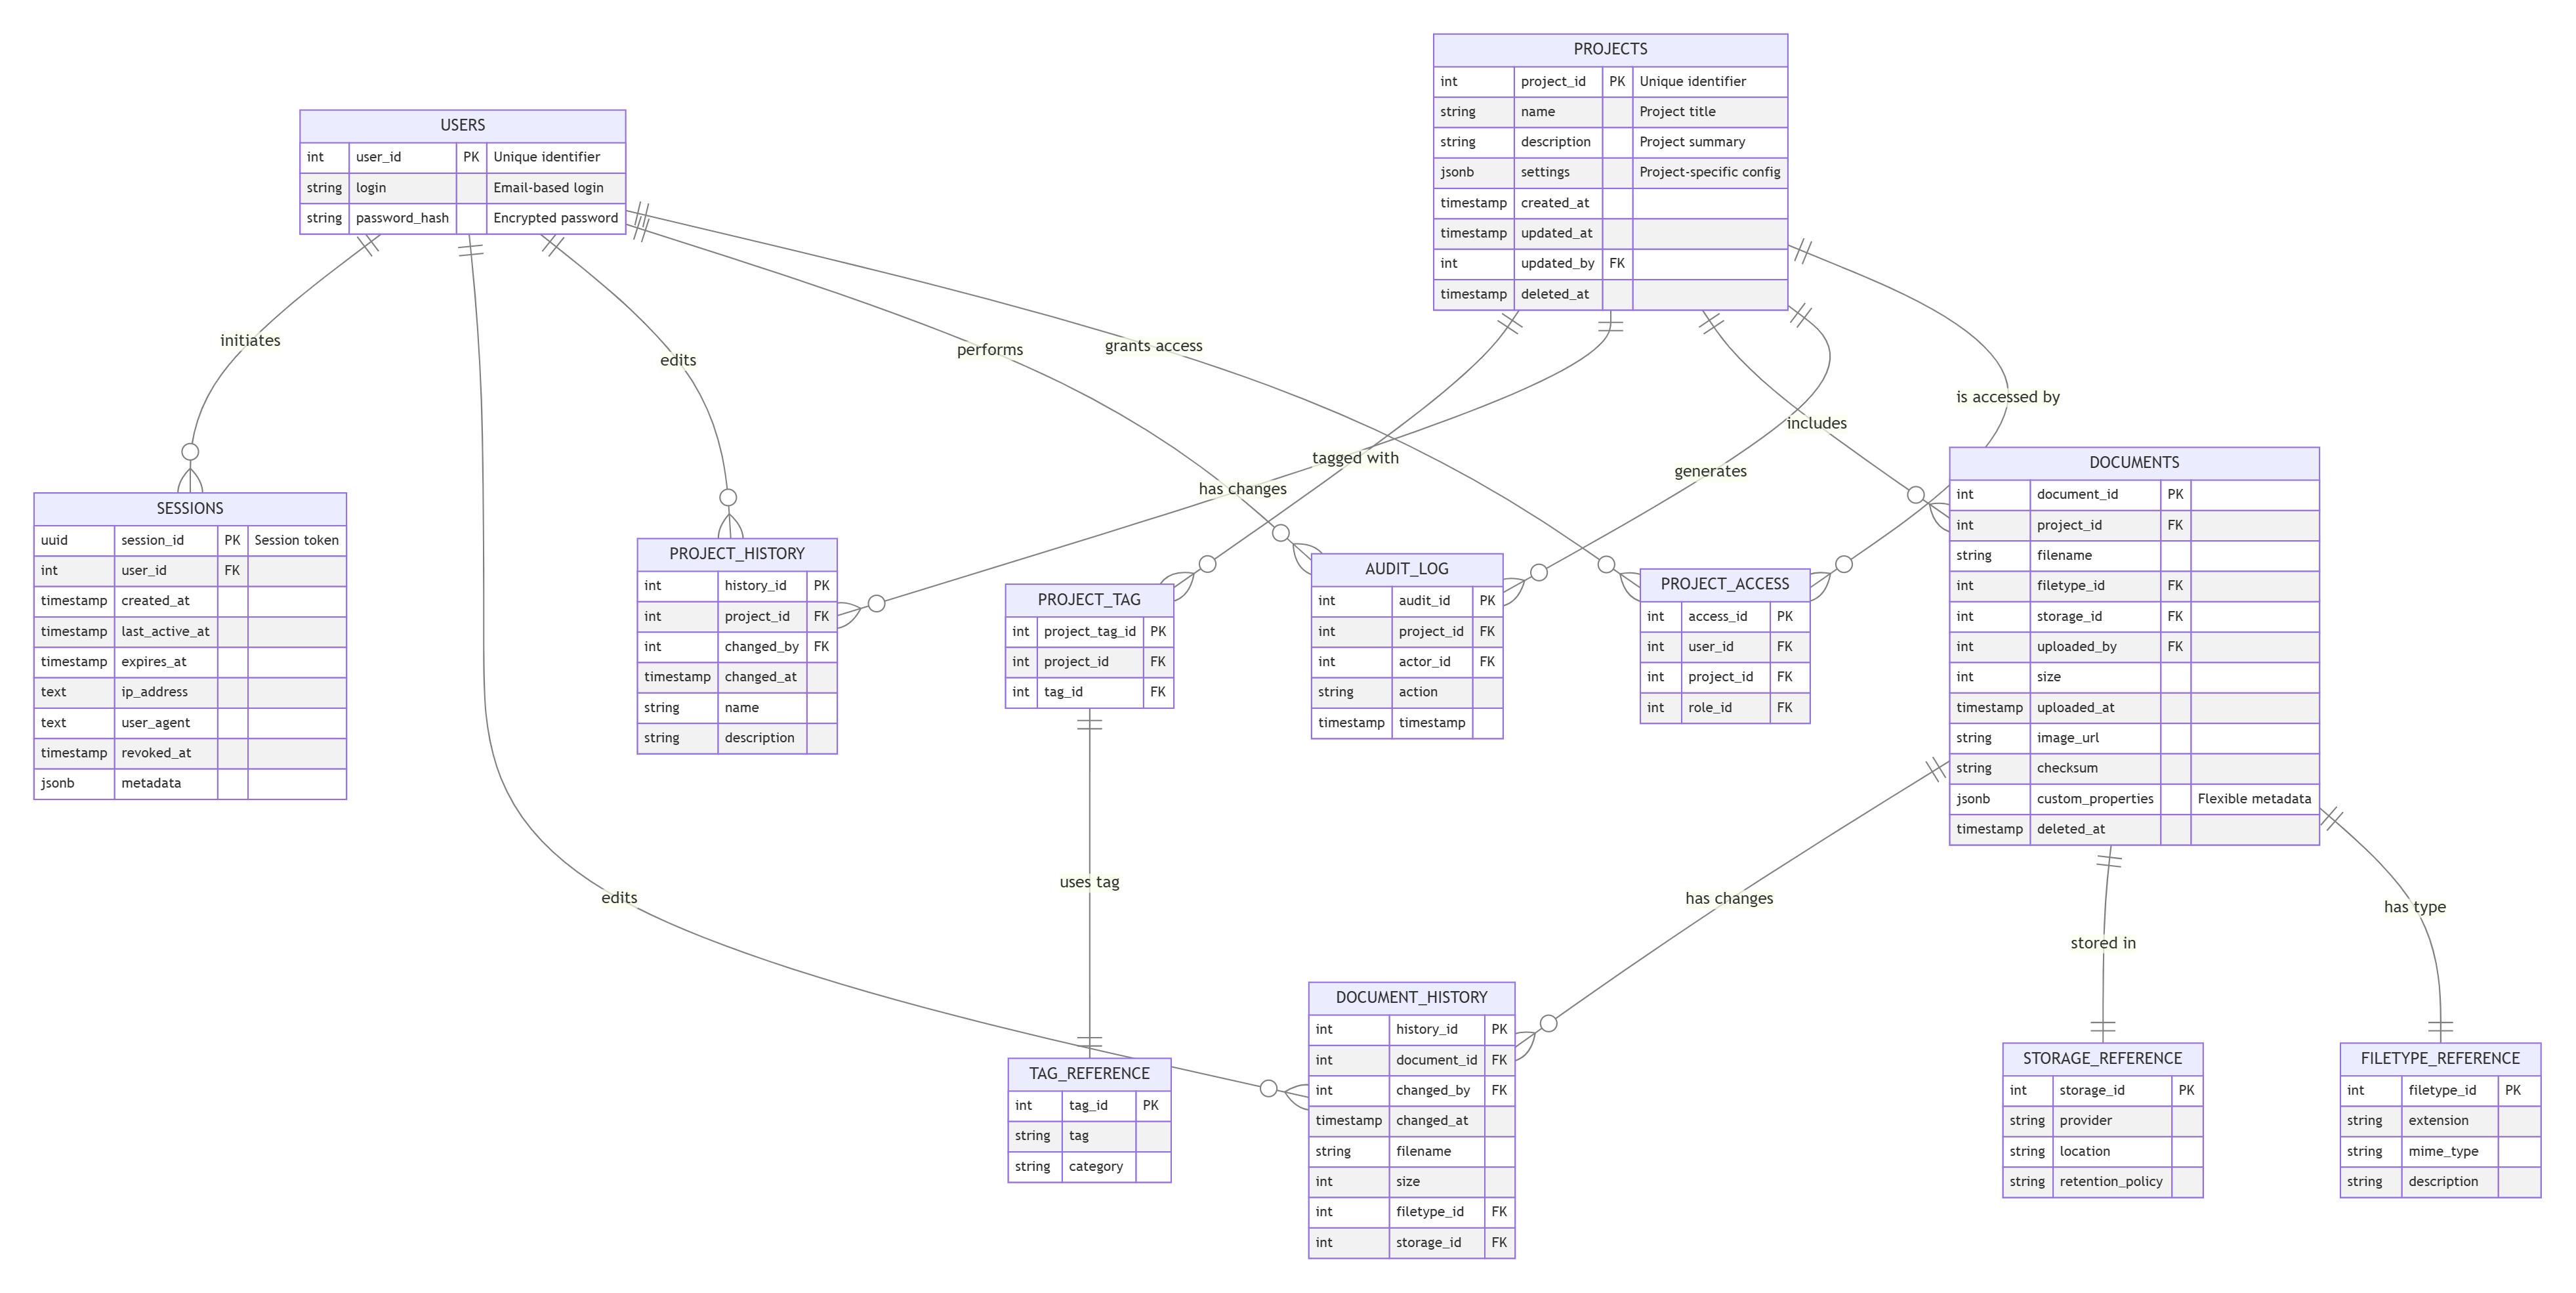 PROJECTS
int project_id PK Unique identifier
string name Project title
string description Project summary
jsonb settings Project-specific config
timestamp created_at
timestamp updated_at
int updated_by FK
timestamp deleted_at
USERS
int user_id PK Unique identifier
string login Email-based login
string password_hash Encrypted password
initiates
edits
performs
grants access
is accessed by
includes
tagged with
generates
has changes
SESSIONS
uuid session_id PK Session token
int user_id FK
timestamp created_at
timestamp last_active_at
timestamp expires_at
text ip_address
text user_agent
timestamp revoked_at
jsonb metadata
PROJECT_HISTORY
int history_id PK
int project_id FK
int changed_by FK
timestamp changed_at
string name
string description
PROJECT_TAG
int project_tag_id PK
int project_id FK
int tag_id FK
AUDIT_LOG
int audit_id PK
int project_id FK
int actor_id FK
string action
timestamp timestamp
PROJECT_ACCESS
int access_id PK
int user_id FK
int project_id FK
int role_id FK
DOCUMENTS
int document_id PK
int project_id FK
string filename
int filetype_id FK
int storage_id FK
int uploaded_by FK
int size
timestamp uploaded_at
string image_url
string checksum
jsonb custom_properties Flexible metadata
timestamp deleted_at
edits
uses tag
has changes
stored in
has type
TAG_REFERENCE
int tag_id PK
string tag
string category
DOCUMENT_HISTORY
int history_id PK
int document_id FK
int changed_by FK
timestamp changed_at
string filename
int size
int filetype_id FK
int storage_id FK
STORAGE_REFERENCE
int storage_id PK
string provider
string location
string retention_policy
FILETYPE_REFERENCE
int filetype_id PK
string extension
string mime_type
string description